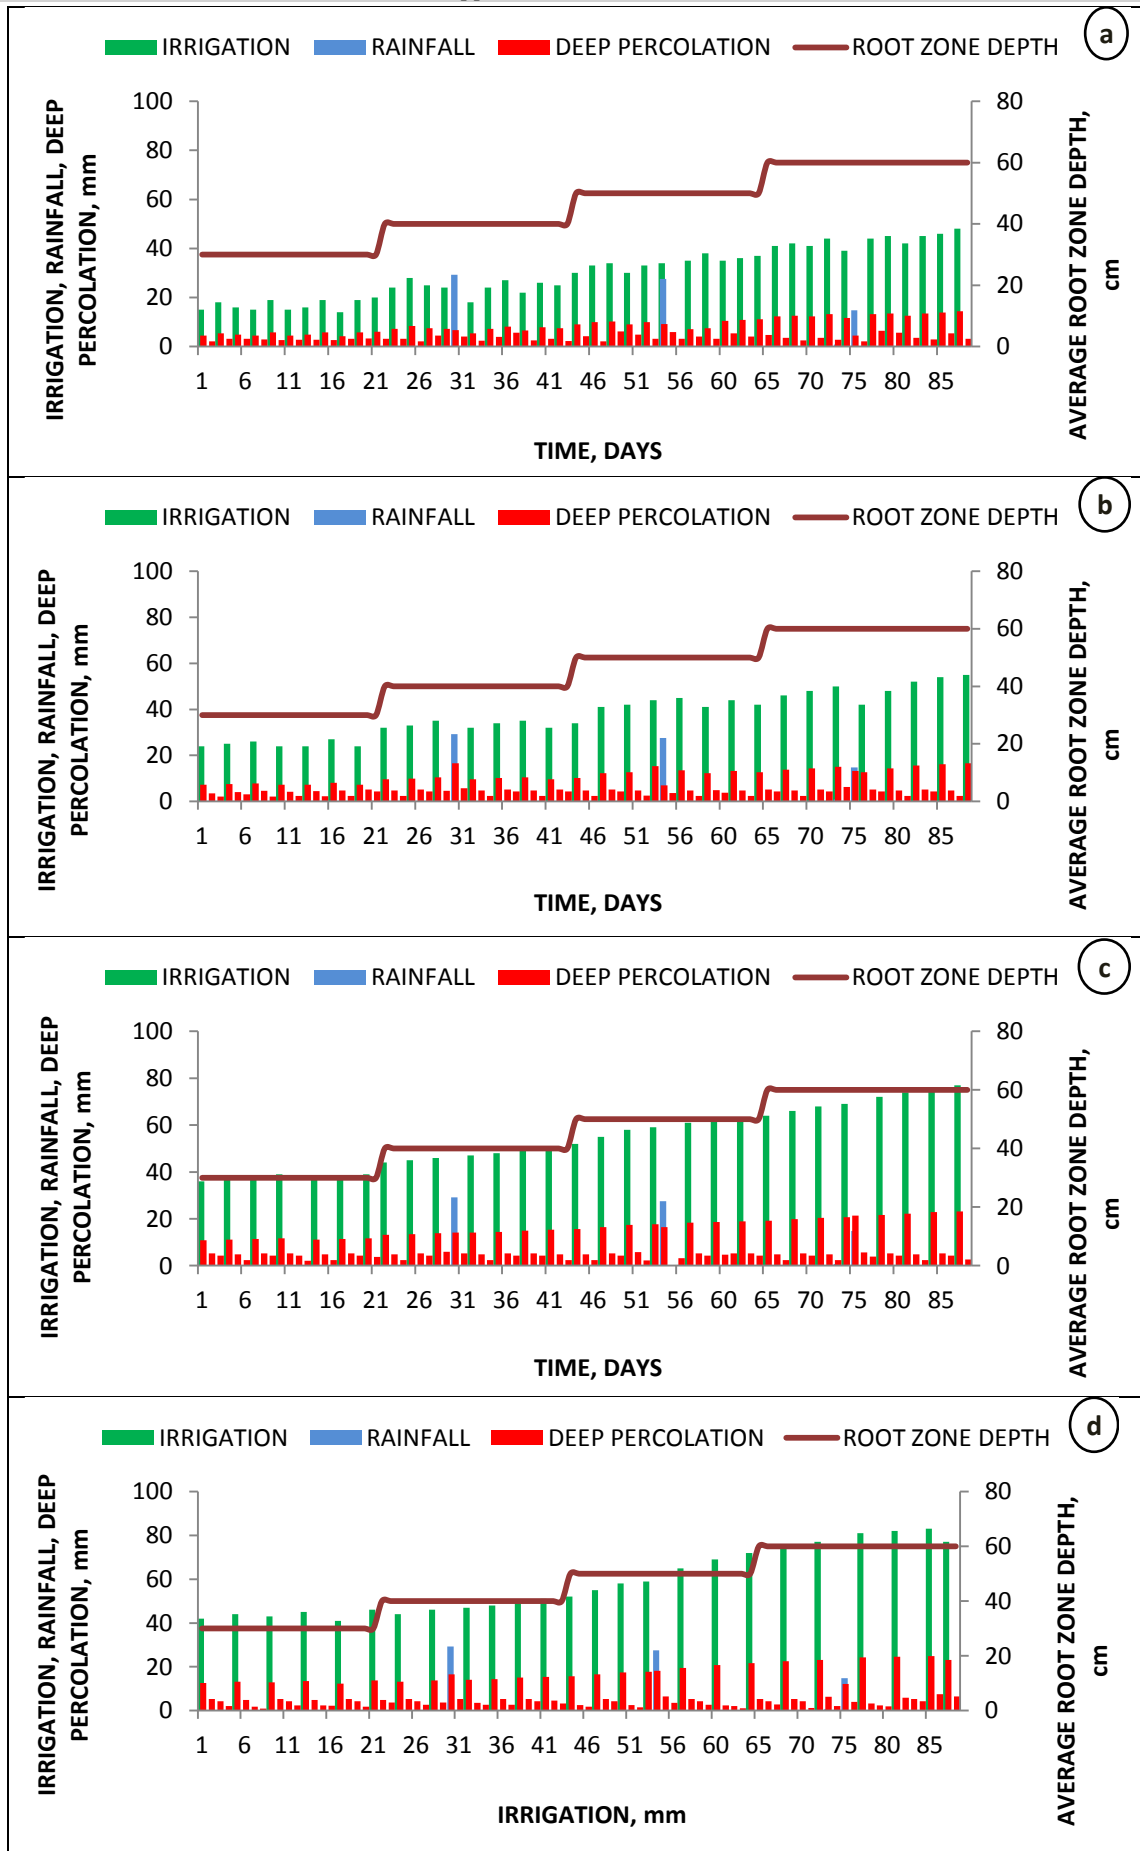 a
IRRIGATION RAINFALL DEEP PERCOLATION ROOT ZONE DEPTH
IRRIGATION, RAINFALL, DEEP
PERCOLATION, mm
100
80
60
40
20
0
80
60
40
20
0
AVERAGE ROOT ZONE DEPTH,
cm
1 6 11 16 21 26 31 36 41 46 51 56 60 65 70 75 80 85
TIME, DAYS
b
IRRIGATION RAINFALL DEEP PERCOLATION ROOT ZONE DEPTH
IRRIGATION, RAINFALL, DEEP
PERCOLATION, mm
100
80
60
40
20
0
80
60
40
20
0
AVERAGE ROOT ZONE DEPTH,
cm
1 6 11 16 21 26 31 36 41 46 51 56 60 65 70 75 80 85
TIME, DAYS
c
IRRIGATION RAINFALL DEEP PERCOLATION ROOT ZONE DEPTH
IRRIGATION, RAINFALL, DEEP
PERCOLATION, mm
100
80
60
40
20
0
80
60
40
20
0
AVERAGE ROOT ZONE DEPTH,
cm
1 6 11 16 21 26 31 36 41 46 51 56 60 65 70 75 80 85
TIME, DAYS
d
IRRIGATION RAINFALL DEEP PERCOLATION ROOT ZONE DEPTH
IRRIGATION, RAINFALL, DEEP
PERCOLATION, mm
100
80
60
40
20
0
80
60
40
20
0
AVERAGE ROOT ZONE DEPTH,
cm
1 6 11 16 21 26 31 36 41 46 51 56 60 65 70 75 80 85
IRRIGATION, mm